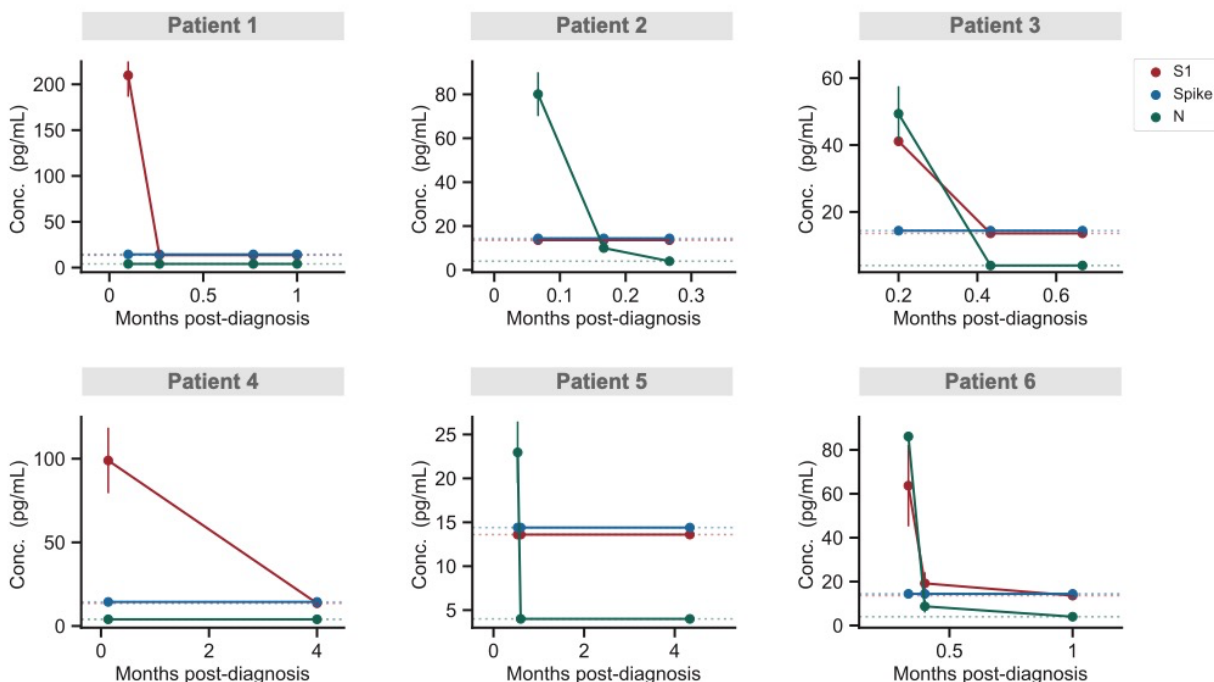 Patient 1
Patient 2
Patient 3
Conc. (pg/mL)
200
150
100
50
0
0
0.5
1
Months post-diagnosis
Conc. (pg/mL)
80
60
40
20
0
0
0.1
0.2
0.3
Months post-diagnosis
Conc. (pg/mL)
60
40
20
0.2
0.4
0.6
Months post-diagnosis
S1
Spike
N
Patient 4
Patient 5
Patient 6
Conc. (pg/mL)
100
50
0
0
2
4
Months post-diagnosis
Conc. (pg/mL)
25
20
15
10
5
0
2
4
Months post-diagnosis
Conc. (pg/mL)
80
60
40
20
0
0.5
1
Months post-diagnosis